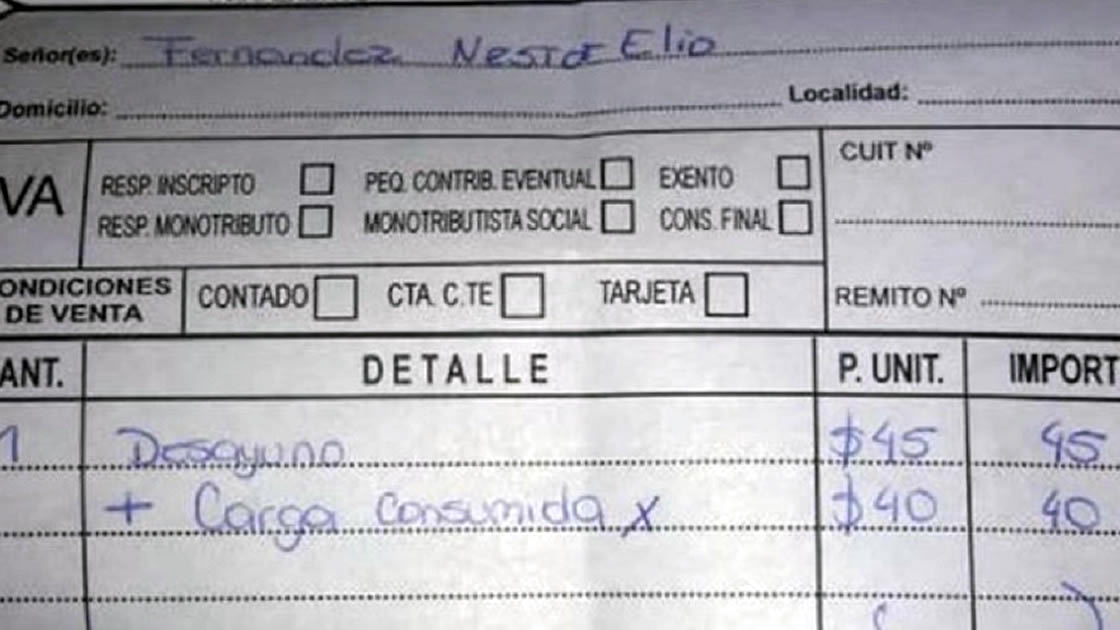 Señor(es): Fernandez Nestor Elio
Domicilio: Localidad:
VA RESP. INSCRIPTO PEQ. CONTRIB. EVENTUAL EXENTO CUIT Nº
RESP. MONOTRIBUTO MONOTRIBUTISTA SOCIAL CONS. FINAL
ONDICIONES DE VENTA CONTADO CTA. C.TE TARJETA REMITO Nº
ANT. DETALLE P. UNIT. IMPORT
1 Desayuno $45 45
+ Carga Consumida x $40 40